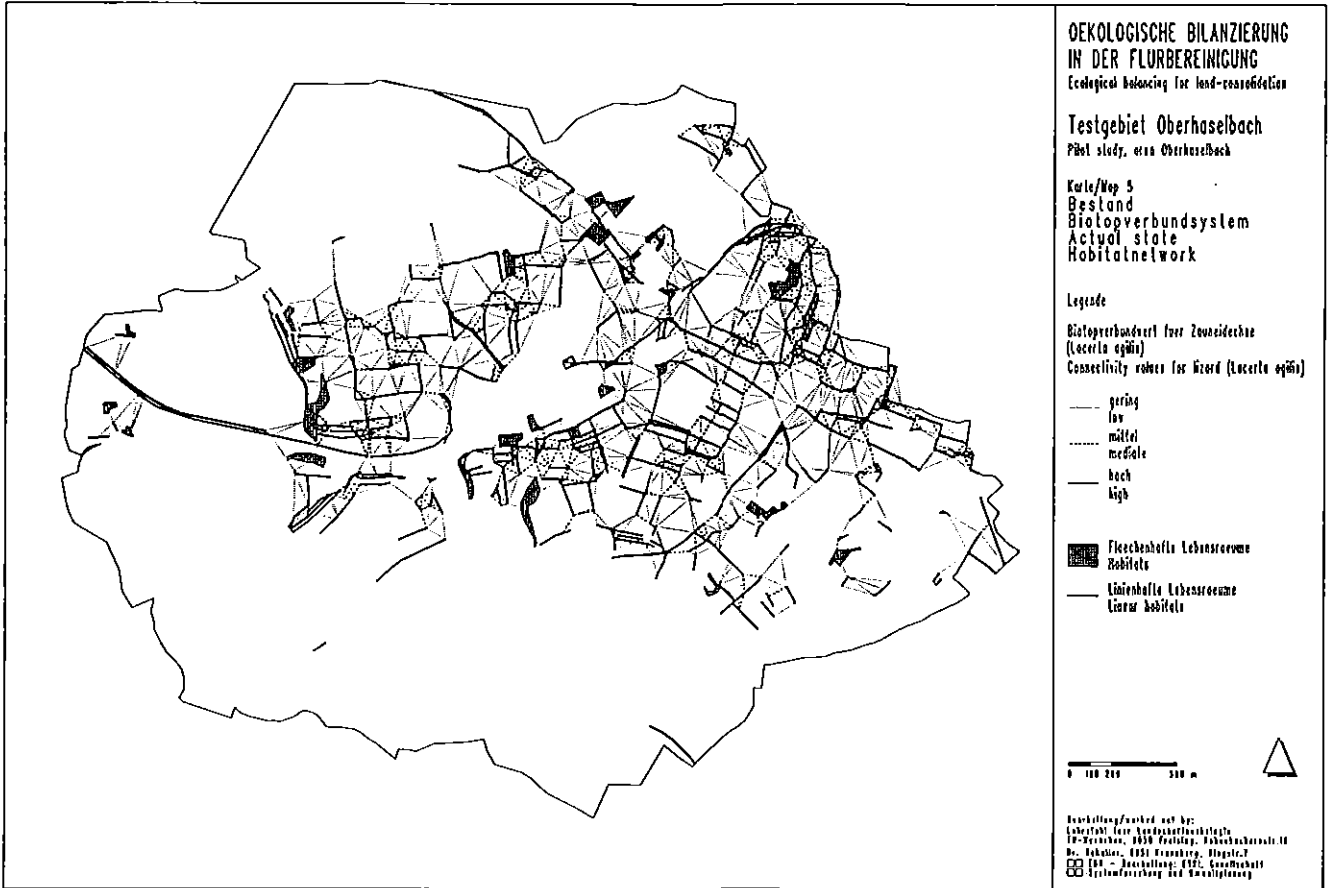 OEKOLOGISCHE BILANZIERUNG
IN DER FLURBEREINIGUNG
Ecological balancing for land-consolidation
Testgebiet Oberhaselbach
Pilot study, area Oberhaselbach
Karte/Map 5
Bestand
Biotopverbundsystem
Actual state
Habitatnetwork
Legende
Biotopverbundwert fuer Zauneidechse
(Lacerta agilis)
Connectivity values for lizard (Lacerta agilis)
gering
low
mittel
mediale
hoch
high
Flaechenhafte Lebensraeume
Habitats
Linienhafte Lebensraeume
Linear habitats
0 100 200 500 m
Bearbeitung/worked out by: